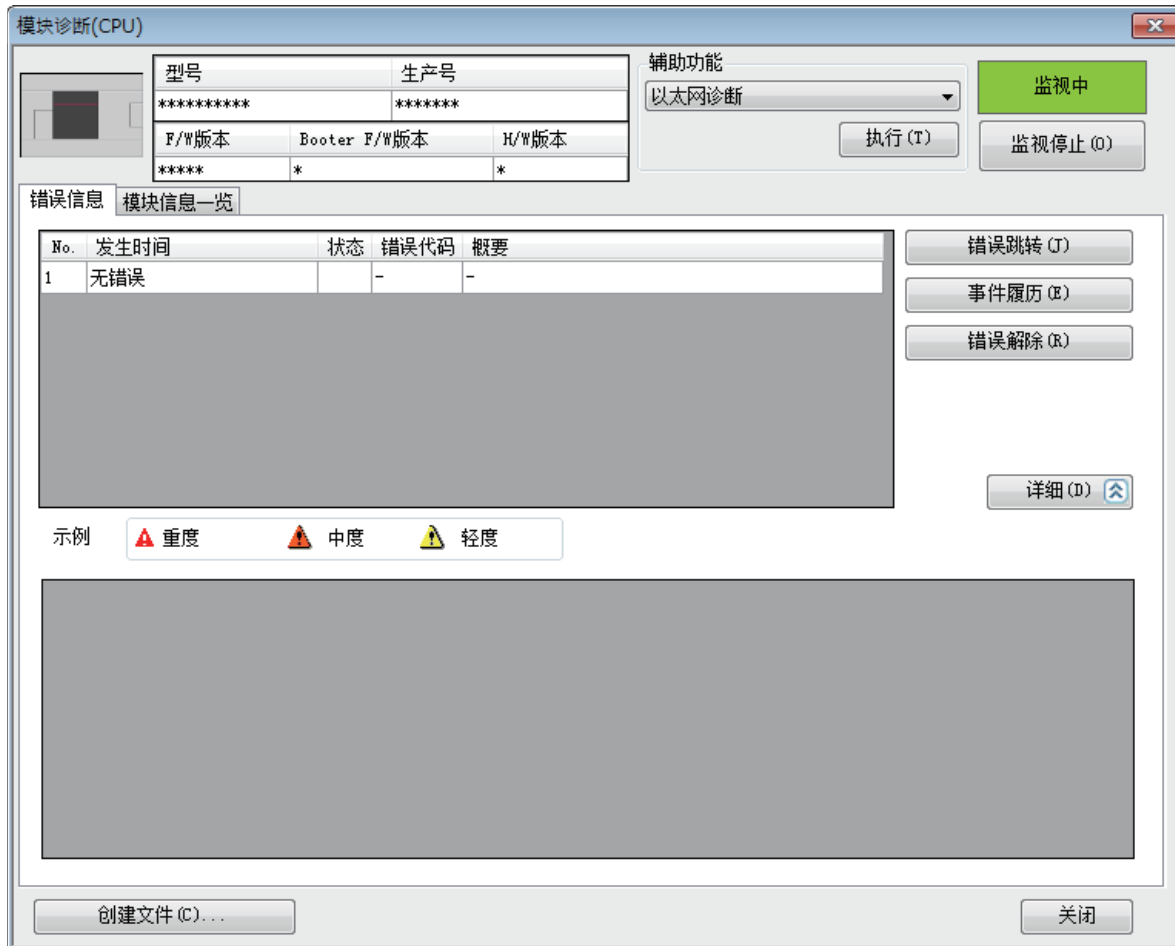 模块诊断(CPU)
型号 生产号
********** *******
F/W版本 Booter F/W版本 H/W版本
***** * *
辅助功能
以太网诊断
执行(T)
监视中
监视停止(O)
错误信息 模块信息一览
No. 发生时间 状态 错误代码 概要
1 无错误 - -
错误跳转(J)
事件履历(E)
错误解除(R)
详细(D)
示例 重度 中度 轻度
创建文件(C)... 关闭